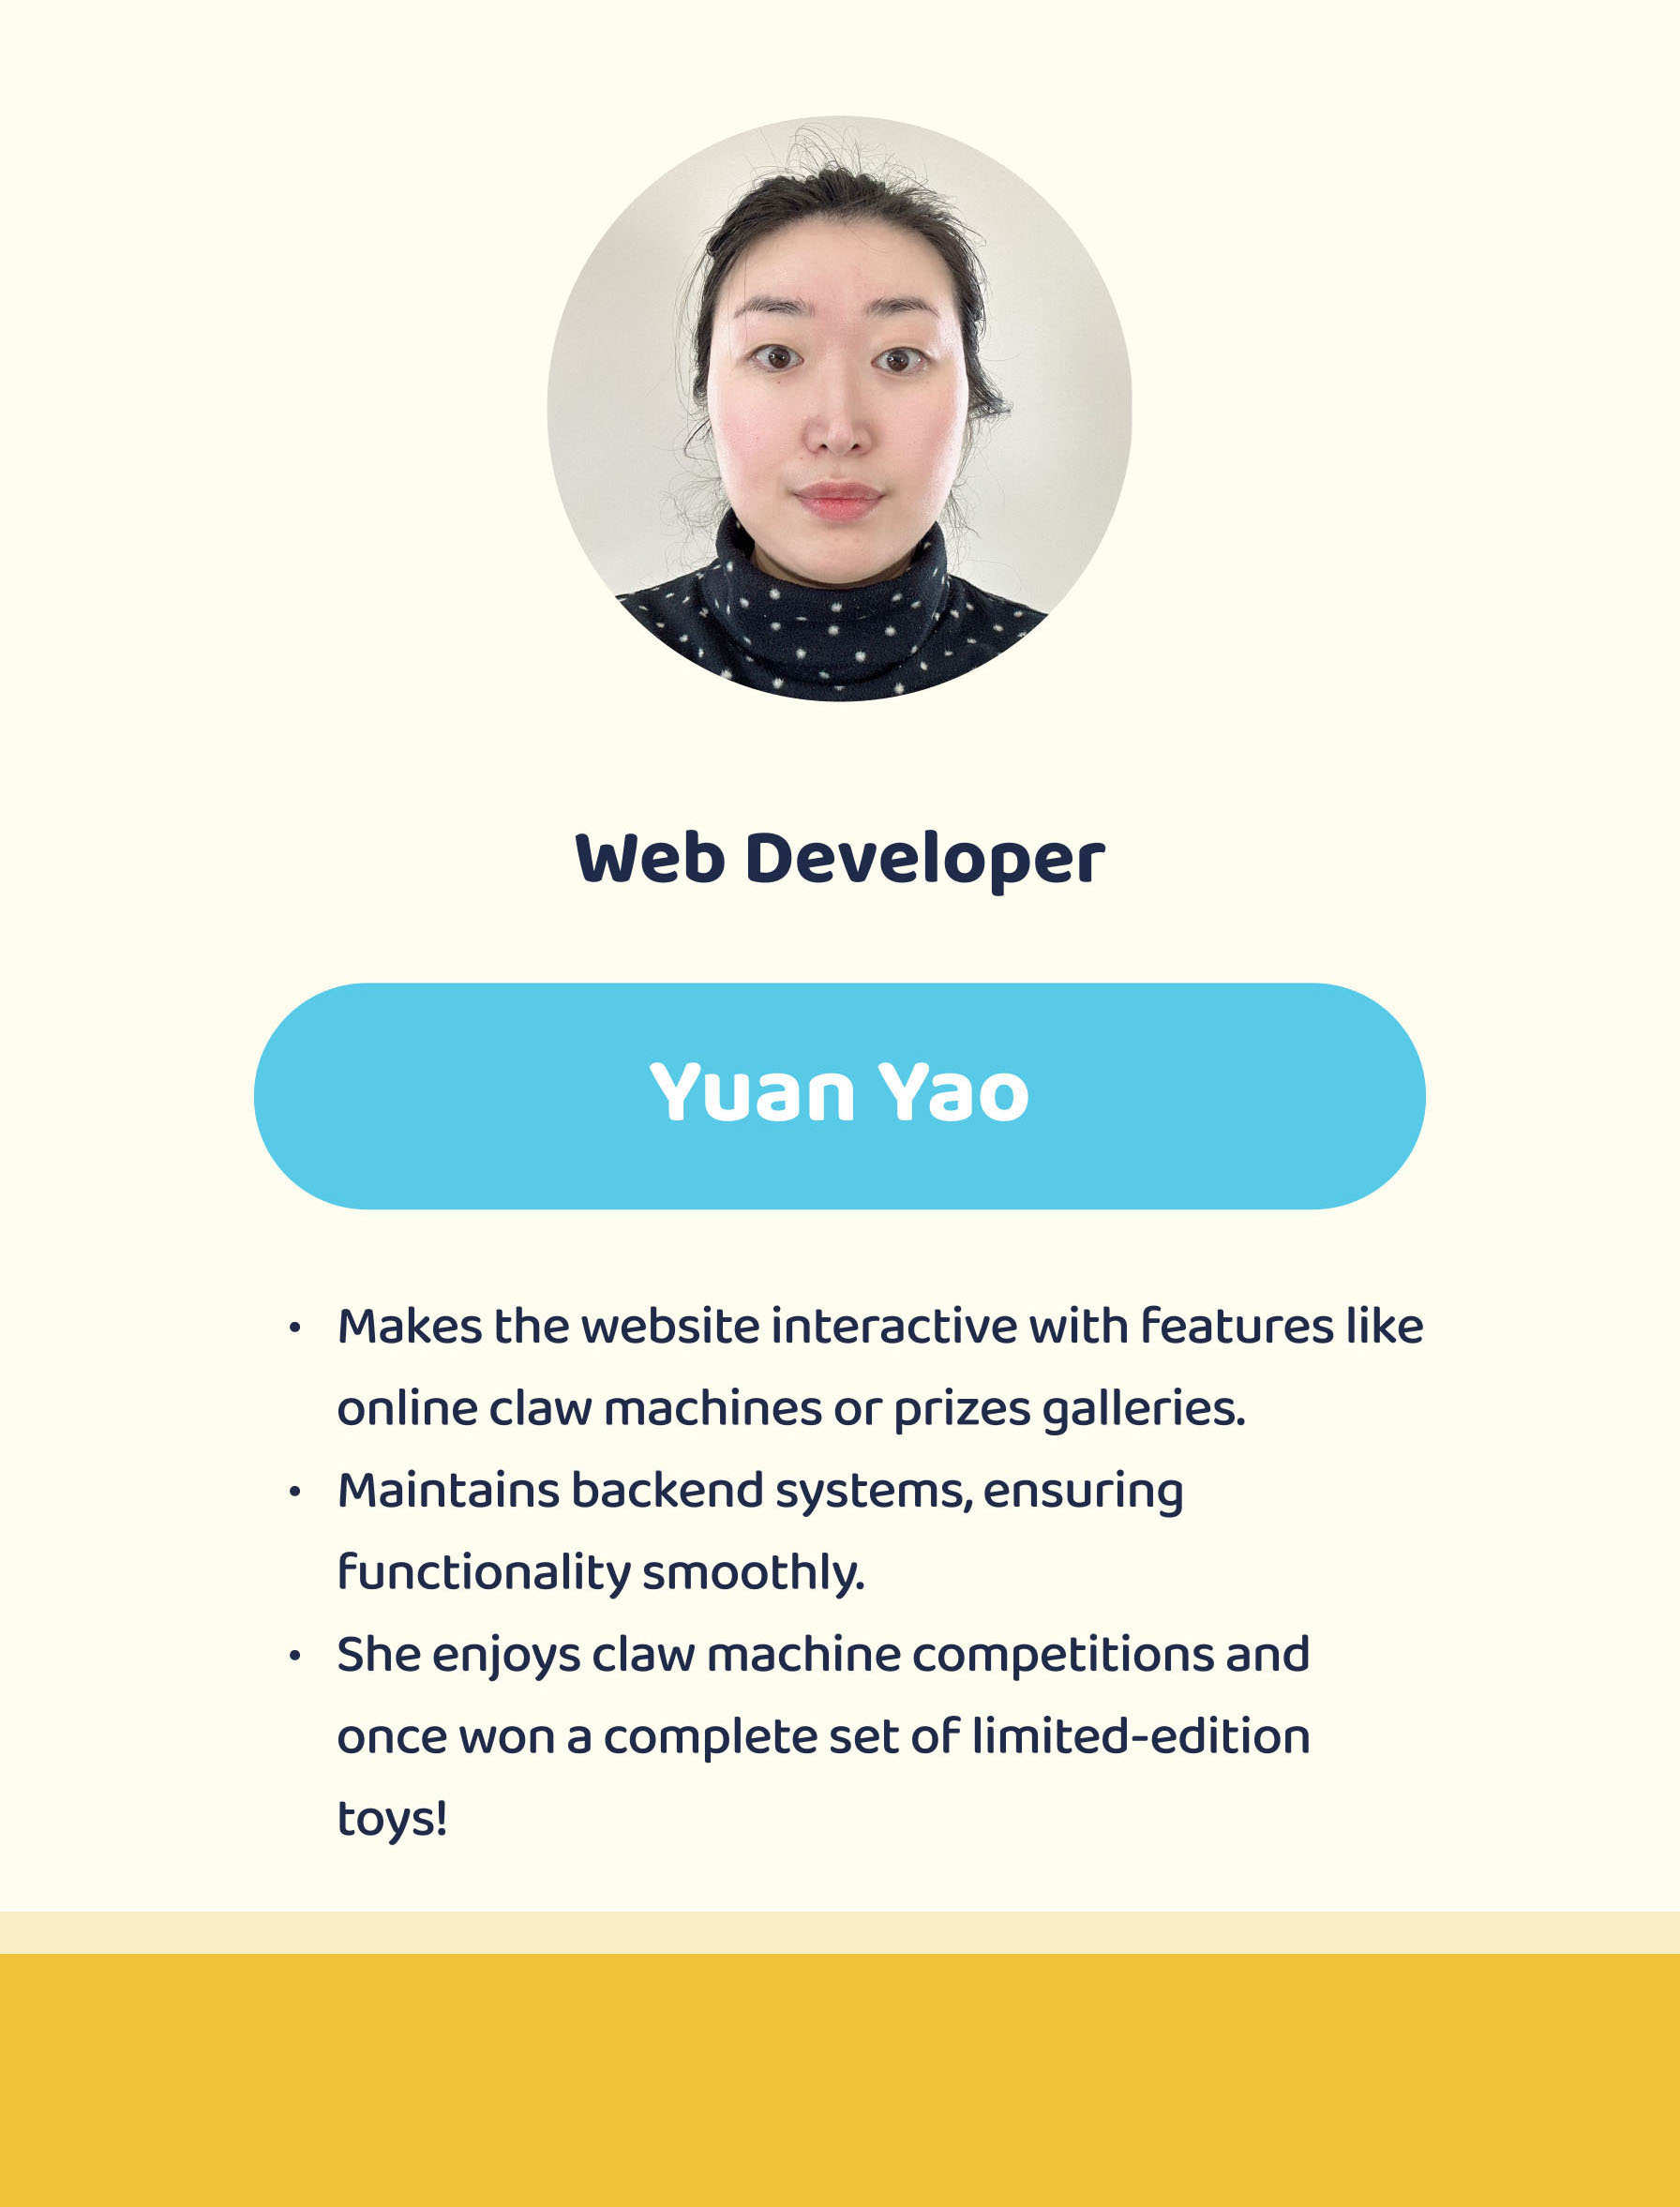 Web Developer
Yuan Yao
• Makes the website interactive with features like
online claw machines or prizes galleries.
• Maintains backend systems, ensuring
functionality smoothly.
• She enjoys claw machine competitions and
once won a complete set of limited-edition
toys!